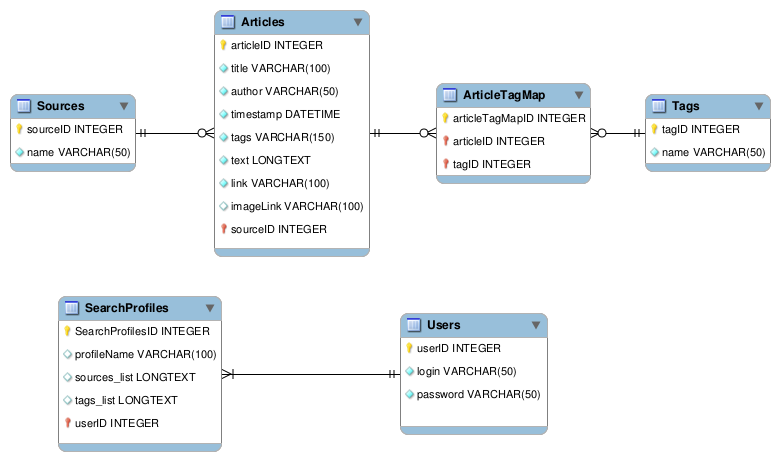 Sources
sourceID INTEGER
name VARCHAR(50)
Articles
articleID INTEGER
title VARCHAR(100)
author VARCHAR(50)
timestamp DATETIME
tags VARCHAR(150)
text LONGTEXT
link VARCHAR(100)
imageLink VARCHAR(100)
sourceID INTEGER
ArticleTagMap
articleTagMapID INTEGER
articleID INTEGER
tagID INTEGER
Tags
tagID INTEGER
name VARCHAR(50)
SearchProfiles
SearchProfilesID INTEGER
profileName VARCHAR(100)
sources_list LONGTEXT
tags_list LONGTEXT
userID INTEGER
Users
userID INTEGER
login VARCHAR(50)
password VARCHAR(50)